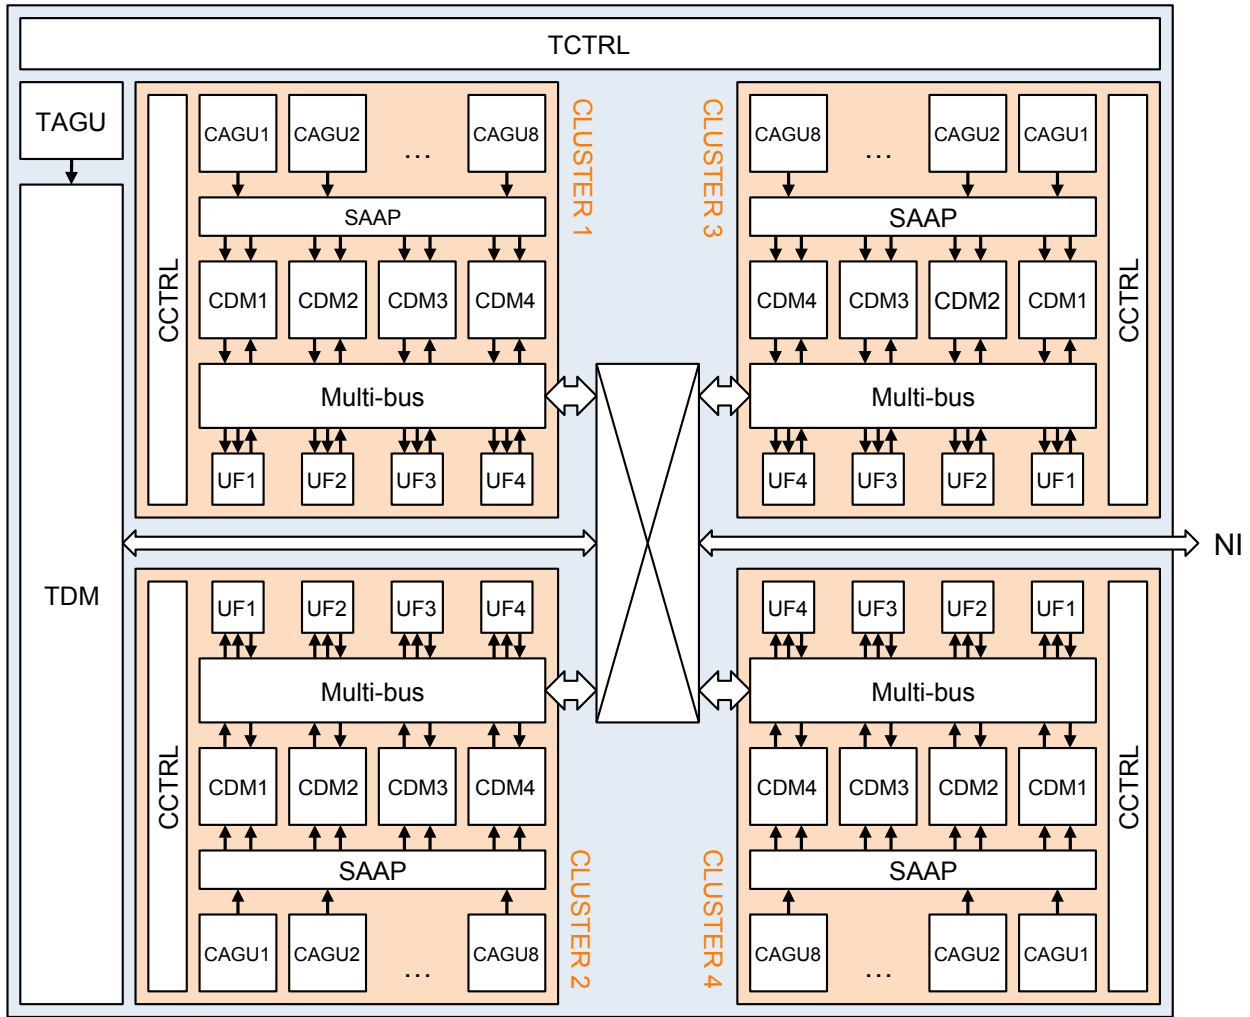 TCTRL
TAGU
TDM
CLUSTER 1
CCTRL
CAGU1 CAGU2 ... CAGU8
SAAP
CDM1 CDM2 CDM3 CDM4
Multi-bus
UF1 UF2 UF3 UF4
CLUSTER 3
CAGU8 ... CAGU2 CAGU1
SAAP
CDM4 CDM3 CDM2 CDM1
Multi-bus
UF4 UF3 UF2 UF1
CCTRL
NI
CCTRL
UF1 UF2 UF3 UF4
Multi-bus
CDM1 CDM2 CDM3 CDM4
SAAP
CAGU1 CAGU2 ... CAGU8
CLUSTER 2
CLUSTER 4
UF4 UF3 UF2 UF1
Multi-bus
CDM4 CDM3 CDM2 CDM1
SAAP
CAGU8 ... CAGU2 CAGU1
CCTRL